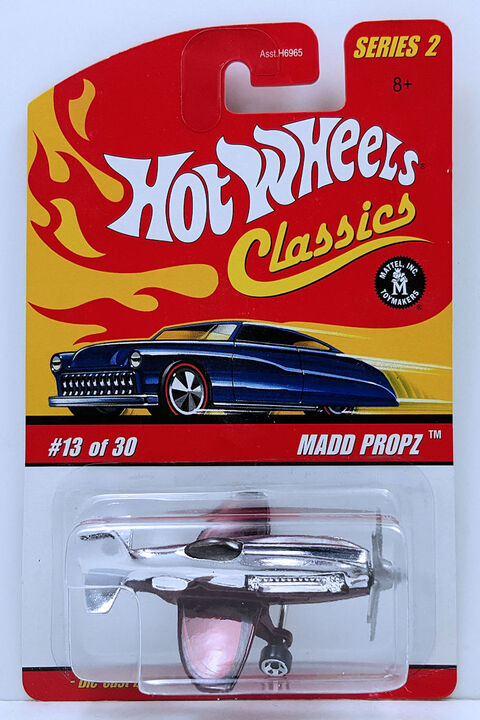 Asst.H6965
SERIES 2
8+
HOT WHEELS®
Classics
MATTEL, INC.
M
TOYMAKERS
#13 of 30
MADD PROPZ™